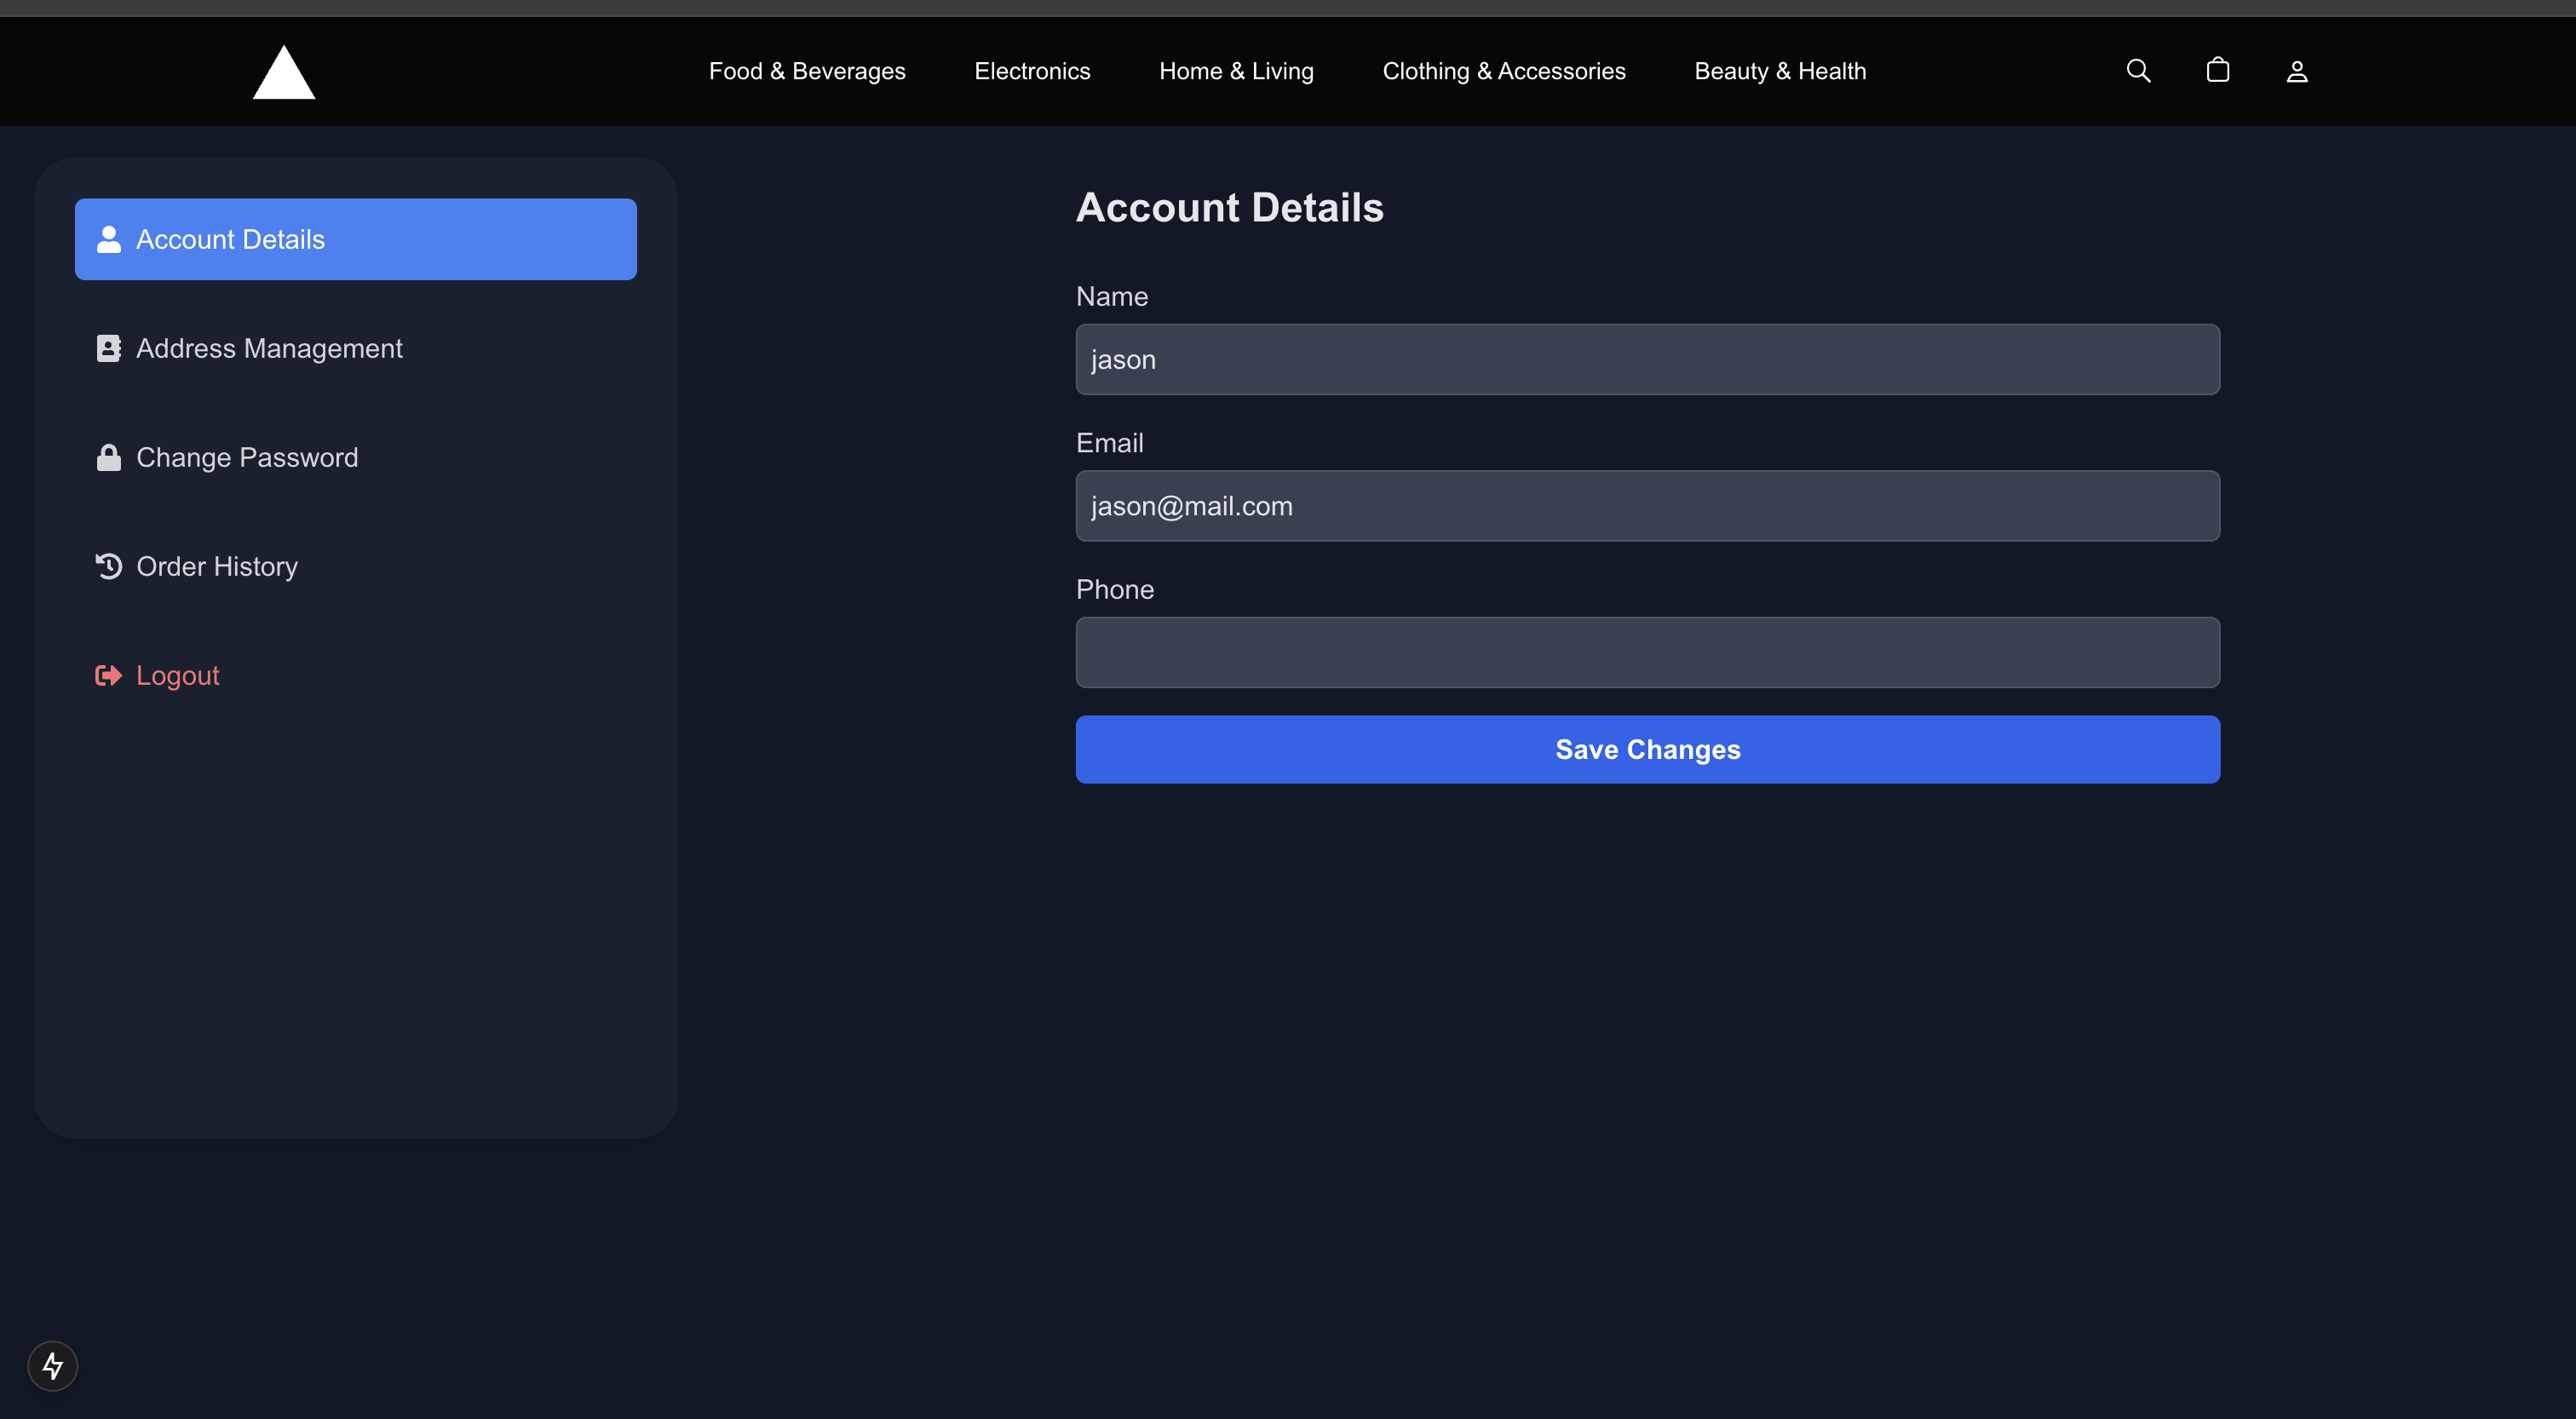 Food & Beverages Electronics Home & Living Clothing & Accessories Beauty & Health
Account Details
Address Management
Change Password
Order History
Logout
Account Details
Name
jason
Email
jason@mail.com
Phone
Save Changes